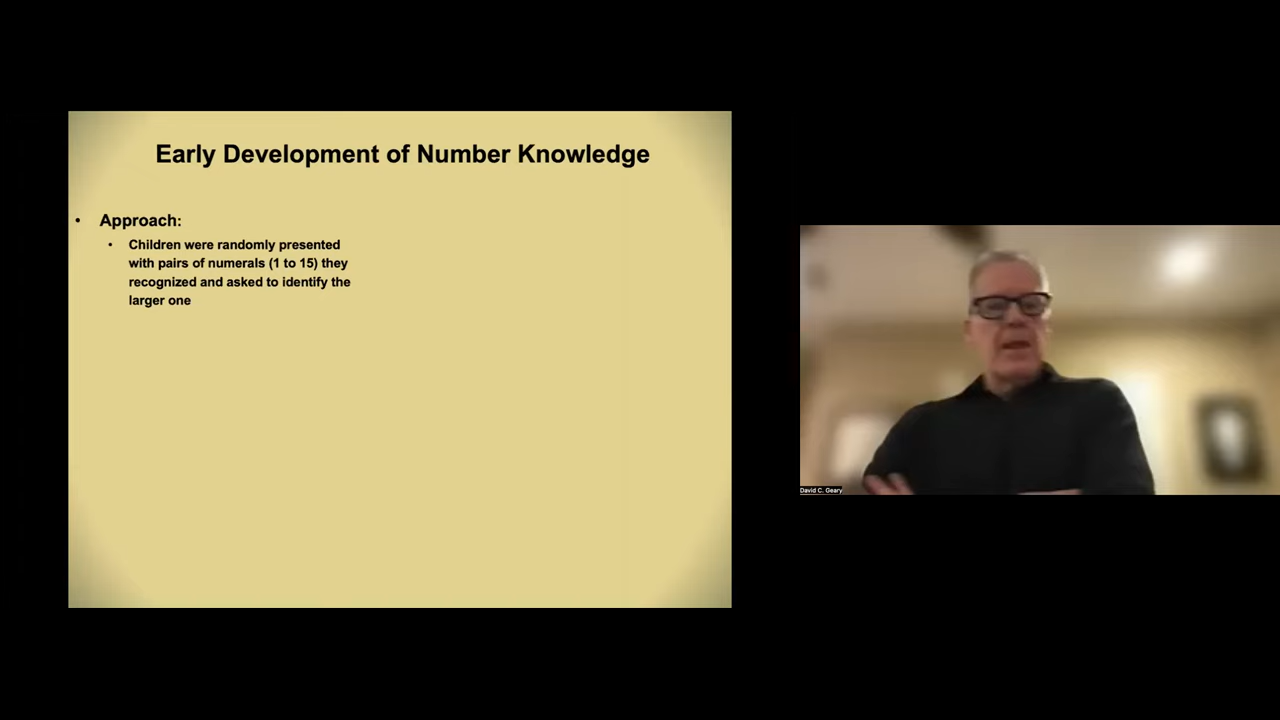 Early Development of Number Knowledge
• Approach:
• Children were randomly presented
with pairs of numerals (1 to 15) they
recognized and asked to identify the
larger one
David C. Geary